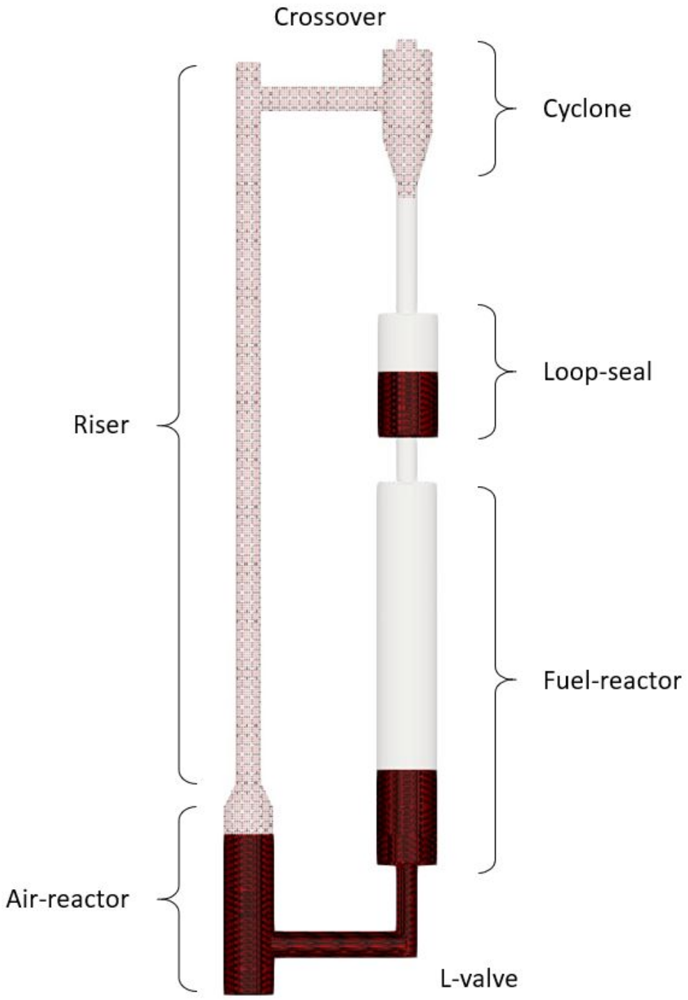 Crossover
Cyclone
Loop-seal
Riser
Fuel-reactor
Air-reactor
L-valve